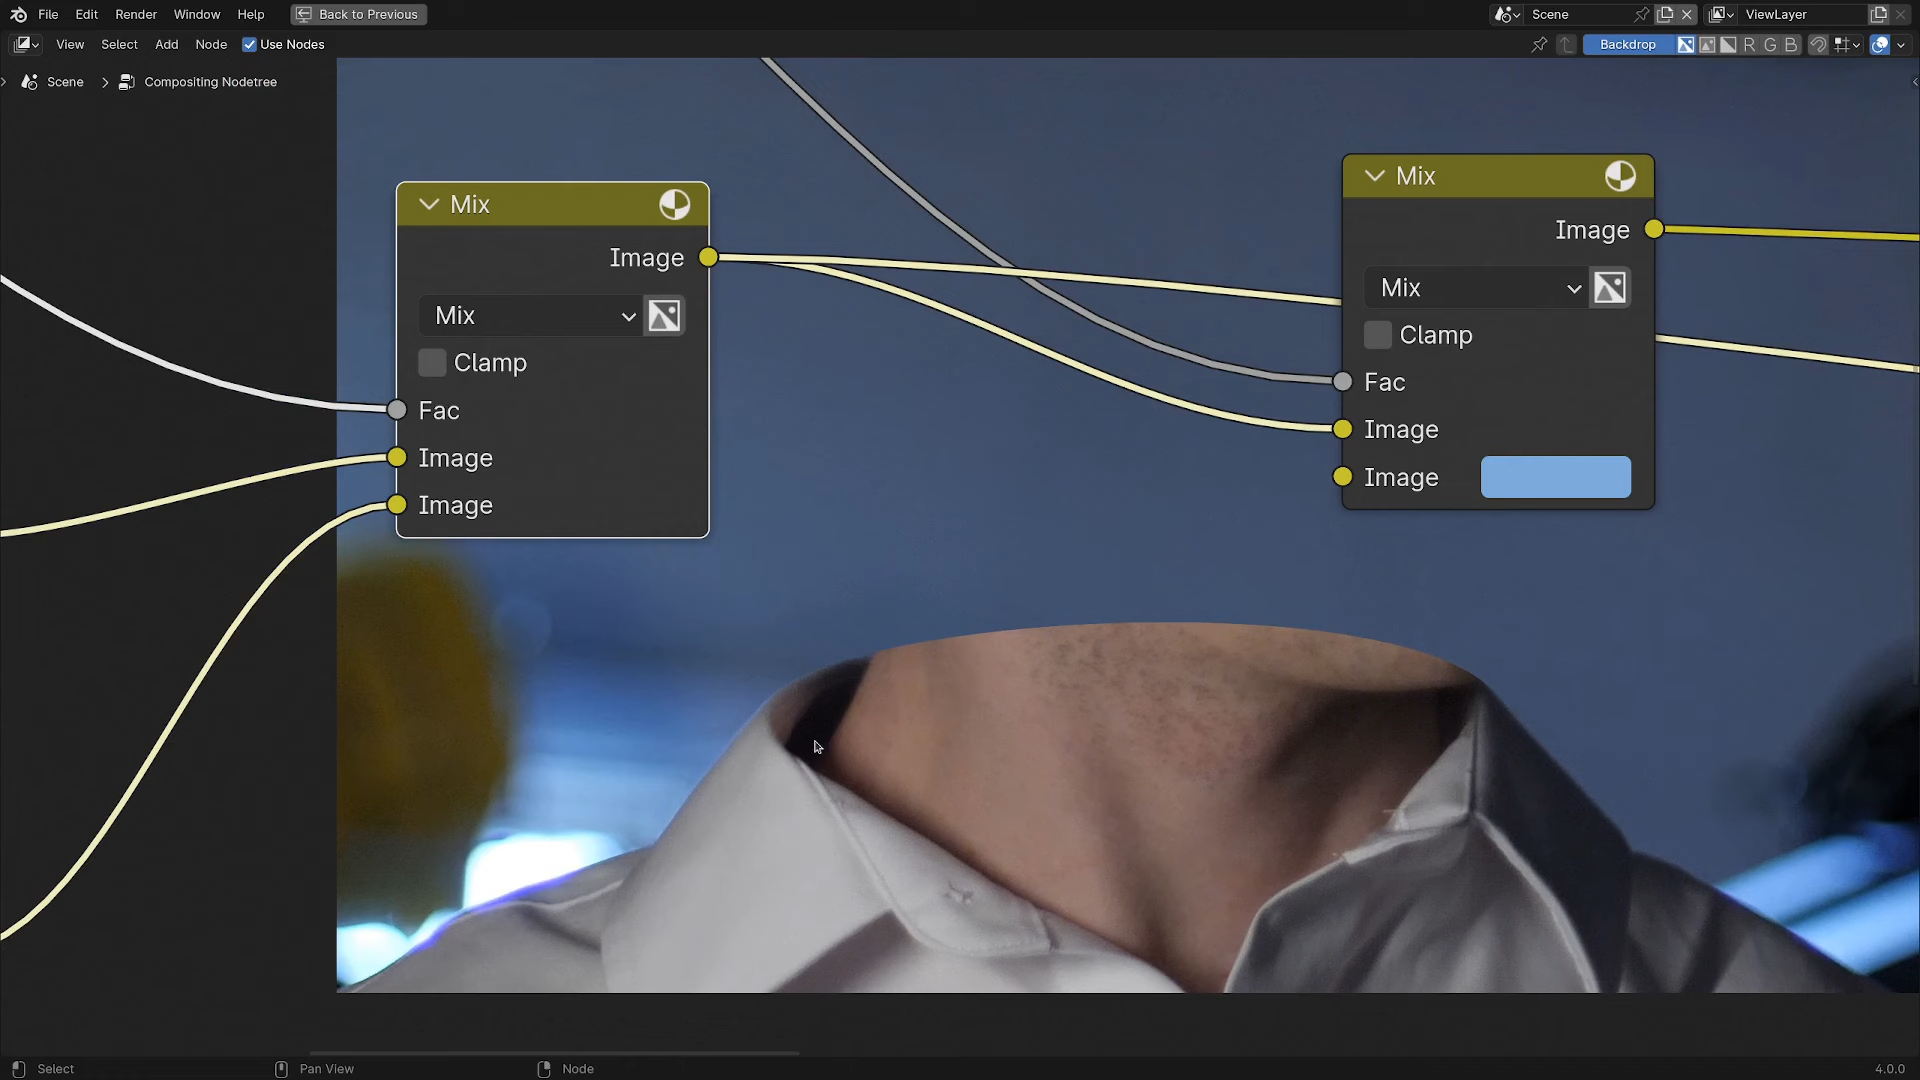 File Edit Render Window Help Back to Previous Scene ViewLayer
View Select Add Node Use Nodes Backdrop R G B
Scene Compositing Nodetree
Mix
Image
Mix
Clamp
Fac
Image
Image
Mix
Image
Mix
Clamp
Fac
Image
Image
Select Pan View Node 4.0.0